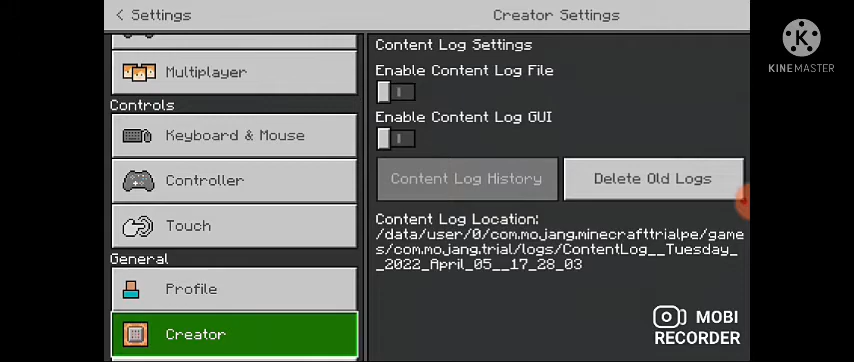 Settings
Creator Settings
Multiplayer
Controls
Keyboard & Mouse
Controller
Touch
General
Profile
Creator
Content Log Settings
Enable Content Log File
Enable Content Log GUI
Content Log History
Delete Old Logs
Content Log Location:
/data/user/0/com.mojang.minecrafttrialpe/game
s/com.mojang.trial/logs/ContentLog__Tuesday_
_2022_April_05__17_28_03
KINEMASTER
MOBI
RECORDER